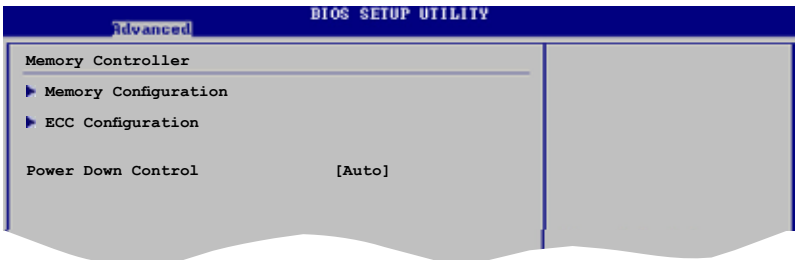 BIOS SETUP UTILITY
Advanced
Memory Controller
Memory Configuration
ECC Configuration
Power Down Control [Auto]